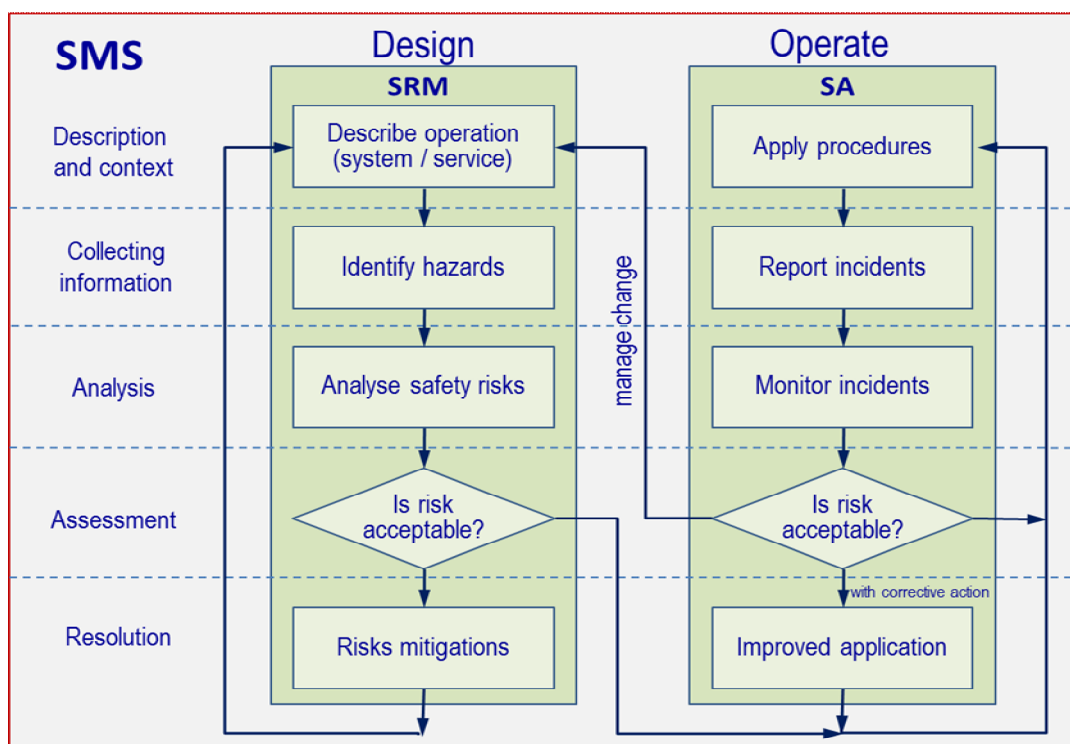 SMS
Design
Operate
SRM
SA
Description
and context
Describe operation
(system / service)
Apply procedures
Collecting
information
Identify hazards
manage change
Report incidents
Analysis
Analyse safety risks
Monitor incidents
Assessment
Is risk
acceptable?
Is risk
acceptable?
with corrective action
Resolution
Risks mitigations
Improved application